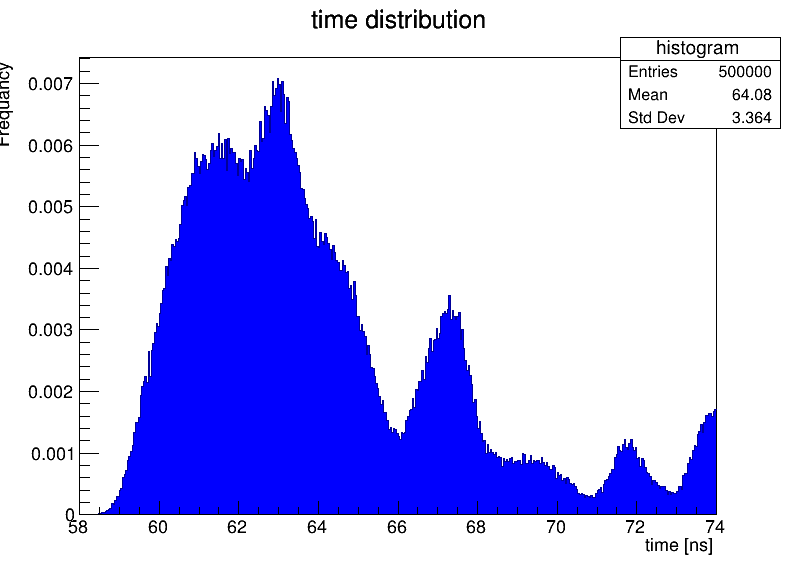 time distribution
histogram
Entries 500000
Mean 64.08
Std Dev 3.364
Frequancy
0.007
0.006
0.005
0.004
0.003
0.002
0.001
0
58 60 62 64 66 68 70 72 74
time [ns]